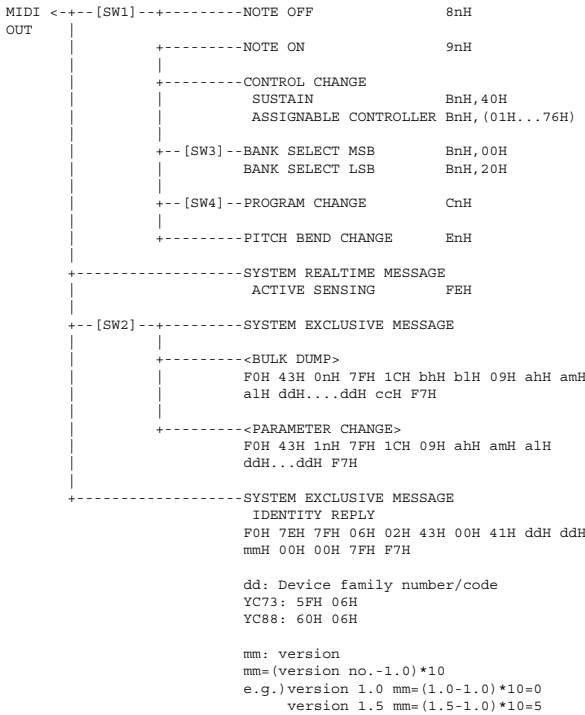 MIDI <-+--[SW1]--+---------NOTE OFF 8nH
OUT |
| +---------NOTE ON 9nH
| |
| +---------CONTROL CHANGE
| | SUSTAIN BnH,40H
| | ASSIGNABLE CONTROLLER BnH,(01H...76H)
| |
| +--[SW3]--BANK SELECT MSB BnH,00H
| | BANK SELECT LSB BnH,20H
| |
| +--[SW4]--PROGRAM CHANGE CnH
| |
| +---------PITCH BEND CHANGE EnH
|
+-------------------SYSTEM REALTIME MESSAGE
| ACTIVE SENSING FEH
|
+--[SW2]--+---------SYSTEM EXCLUSIVE MESSAGE
| |
| +---------<BULK DUMP>
| | F0H 43H 0nH 7FH 1CH bhH blH 09H ahH amH
| | alH ddH....ddH ccH F7H
| |
| +---------<PARAMETER CHANGE>
| F0H 43H 1nH 7FH 1CH 09H ahH amH alH
| ddH...ddH F7H
|
+-------------------SYSTEM EXCLUSIVE MESSAGE
IDENTITY REPLY
F0H 7EH 7FH 06H 02H 43H 00H 41H ddH ddH
mmH 00H 00H 7FH F7H
dd: Device family number/code
YC73: 5FH 06H
YC88: 60H 06H
mm: version
mm=(version no.-1.0)*10
e.g.)version 1.0 mm=(1.0-1.0)*10=0
version 1.5 mm=(1.5-1.0)*10=5